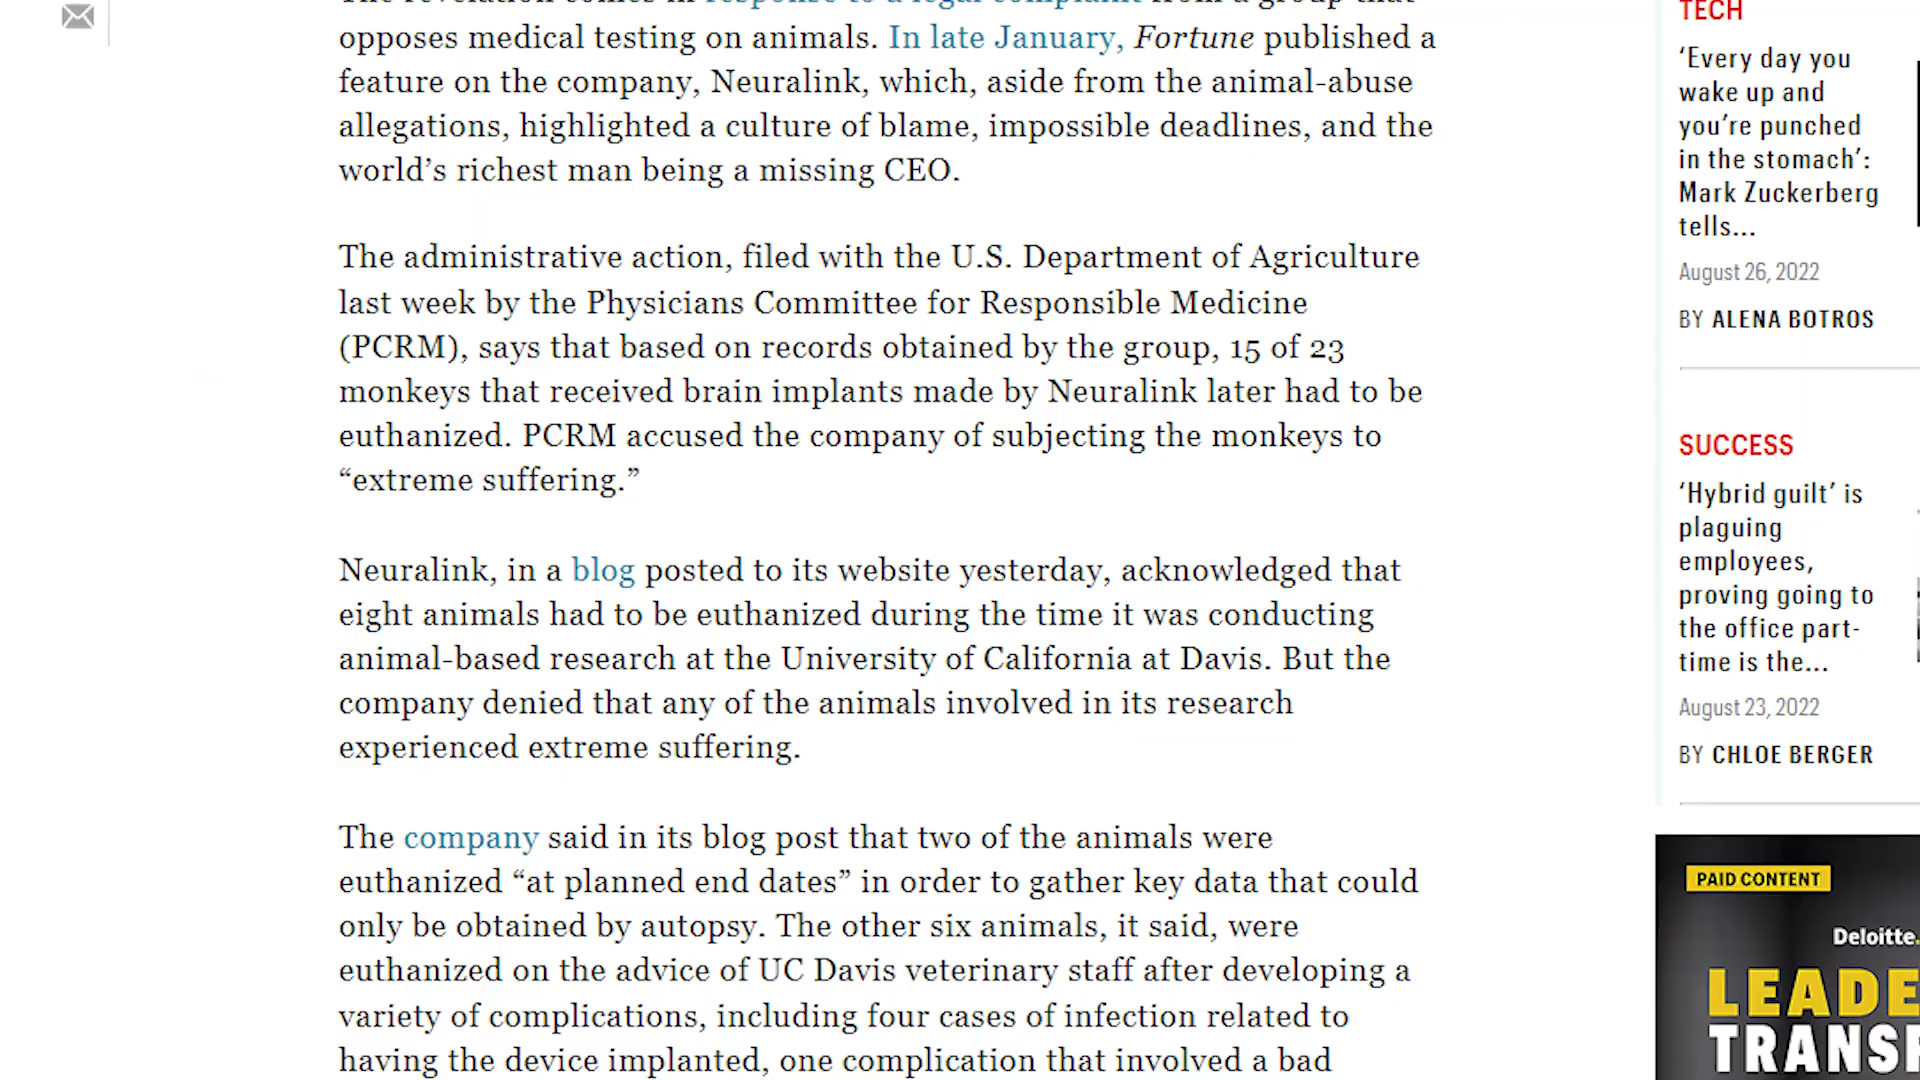 The revelation comes in response to a legal complaint from a group that
opposes medical testing on animals. In late January, Fortune published a
feature on the company, Neuralink, which, aside from the animal-abuse
allegations, highlighted a culture of blame, impossible deadlines, and the
world’s richest man being a missing CEO.
The administrative action, filed with the U.S. Department of Agriculture
last week by the Physicians Committee for Responsible Medicine
(PCRM), says that based on records obtained by the group, 15 of 23
monkeys that received brain implants made by Neuralink later had to be
euthanized. PCRM accused the company of subjecting the monkeys to
“extreme suffering.”
Neuralink, in a blog posted to its website yesterday, acknowledged that
eight animals had to be euthanized during the time it was conducting
animal-based research at the University of California at Davis. But the
company denied that any of the animals involved in its research
experienced extreme suffering.
The company said in its blog post that two of the animals were
euthanized “at planned end dates” in order to gather key data that could
only be obtained by autopsy. The other six animals, it said, were
euthanized on the advice of UC Davis veterinary staff after developing a
variety of complications, including four cases of infection related to
having the device implanted, one complication that involved a bad
TECH
‘Every day you
wake up and
you’re punched
in the stomach’:
Mark Zuckerberg
tells...
August 26, 2022
BY ALENA BOTROS
SUCCESS
‘Hybrid guilt’ is
plaguing
employees,
proving going to
the office part-
time is the...
August 23, 2022
BY CHLOE BERGER
PAID CONTENT
Deloitte.
LEADE
TRANSF